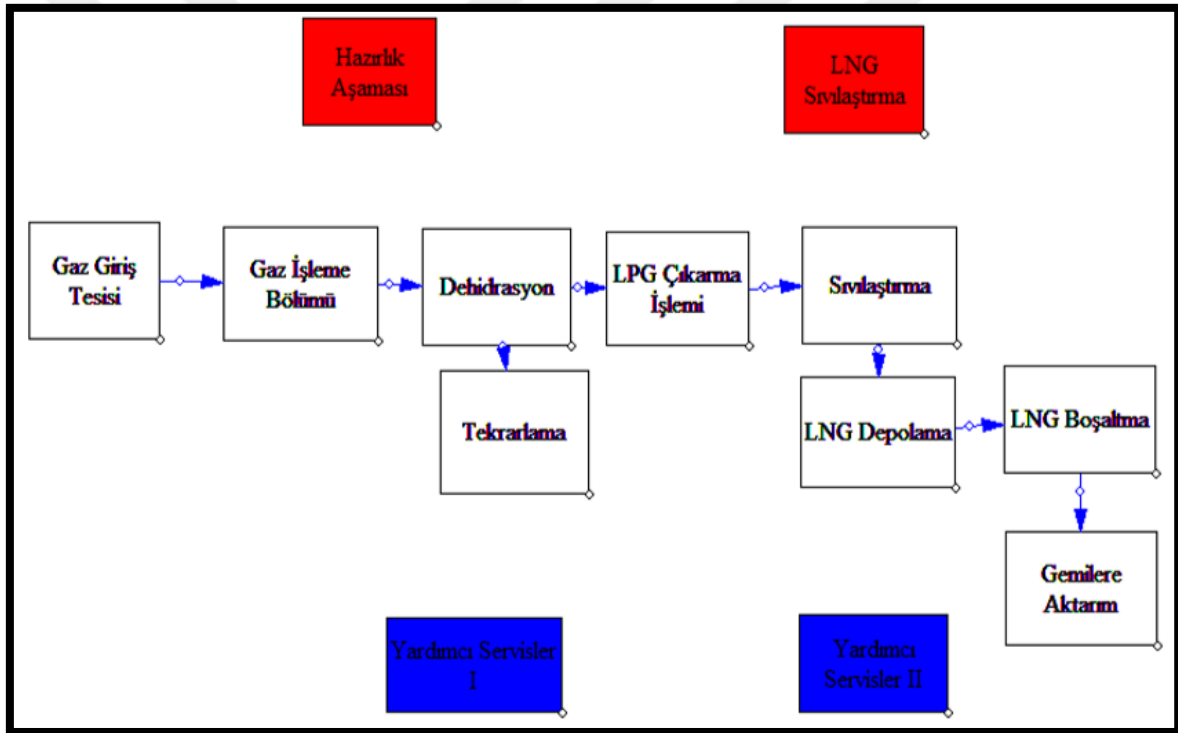 Hazırlık
Aşaması
LNG
Sıvılaştırma
Gaz Giriş
Tesisi
Gaz İşleme
Bölümü
Dehidrasyon
LPG Çıkarma
İşlemi
Sıvılaştırma
Tekrarlama
LNG Depolama
LNG Boşaltma
Gemilere
Aktarım
Yardımcı Servisler
I
Yardımcı
Servisler II